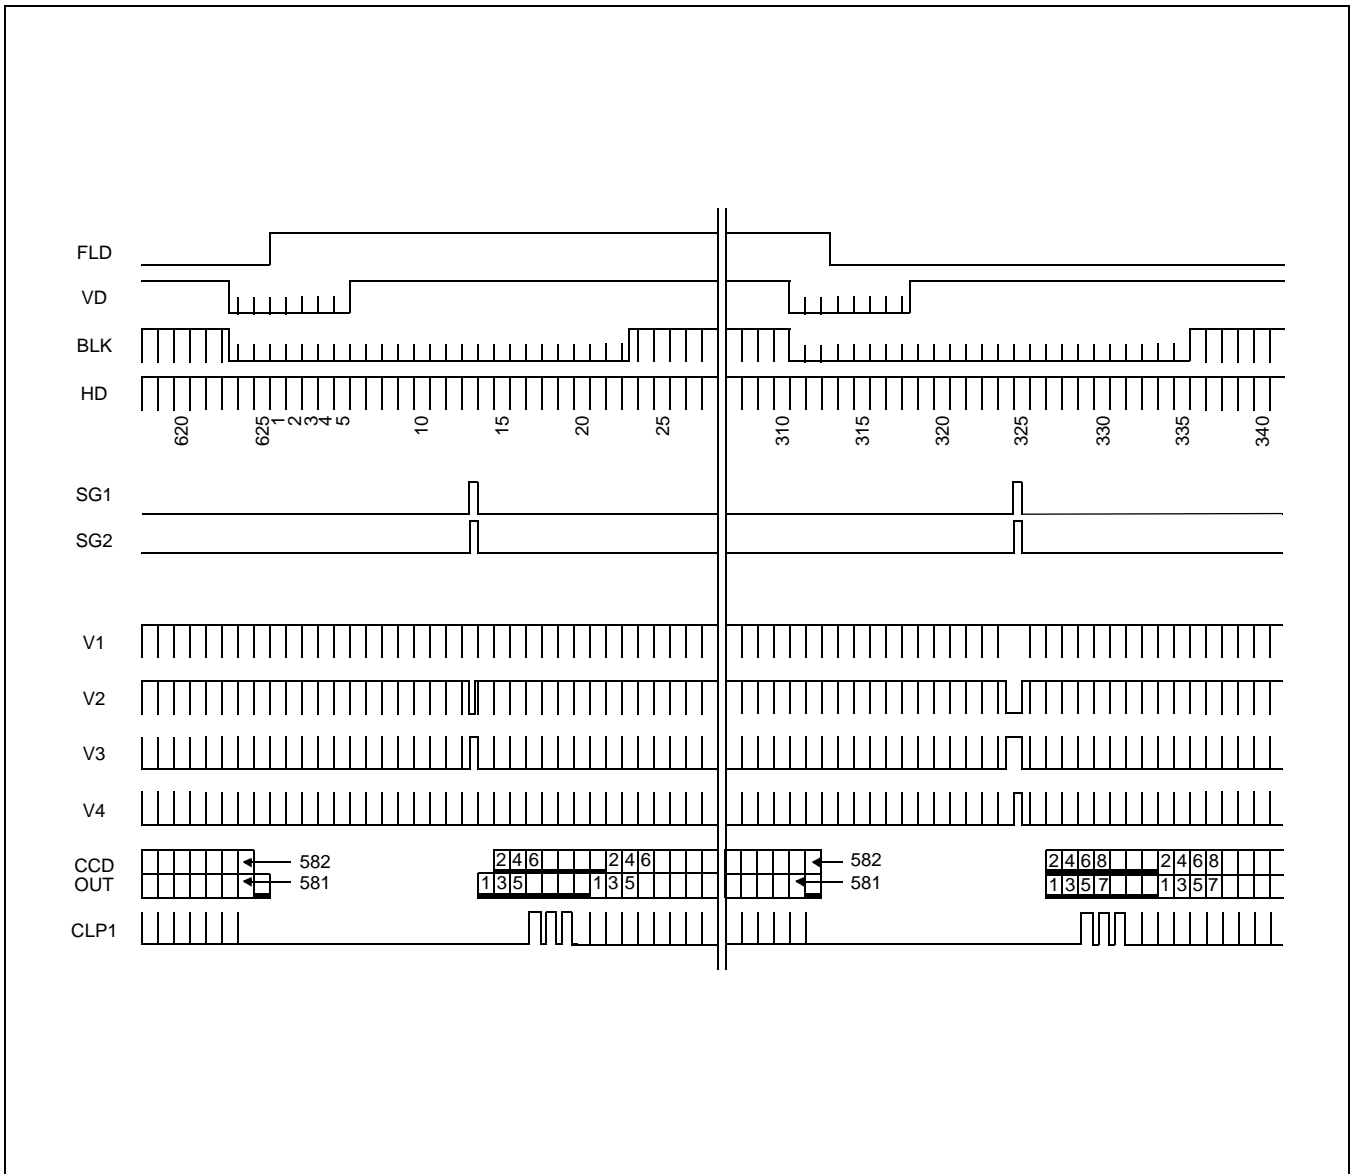 FLD
VD
BLK
HD
620 625 1 2 3 4 5 10 15 20 25 310 315 320 325 330 335 340
SG1
SG2
V1
V2
V3
V4
CCD OUT
582 2 4 6 2 4 6 582 2 4 6 8 2 4 6 8
581 1 3 5 1 3 5 581 1 3 5 7 1 3 5 7
CLP1